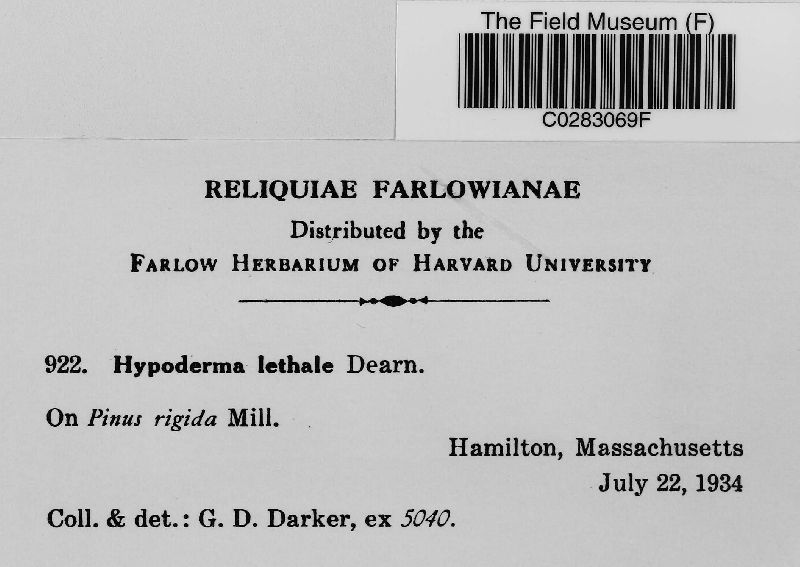 The Field Museum (F)
C0283069F
RELIQUIAE FARLOWIANAE
Distributed by the
FARLOW HERBARIUM OF HARVARD UNIVERSITY
922. Hypoderma lethale Dearn.
On Pinus rigida Mill.
Hamilton, Massachusetts
July 22, 1934
Coll. & det.: G. D. Darker, ex 5040.